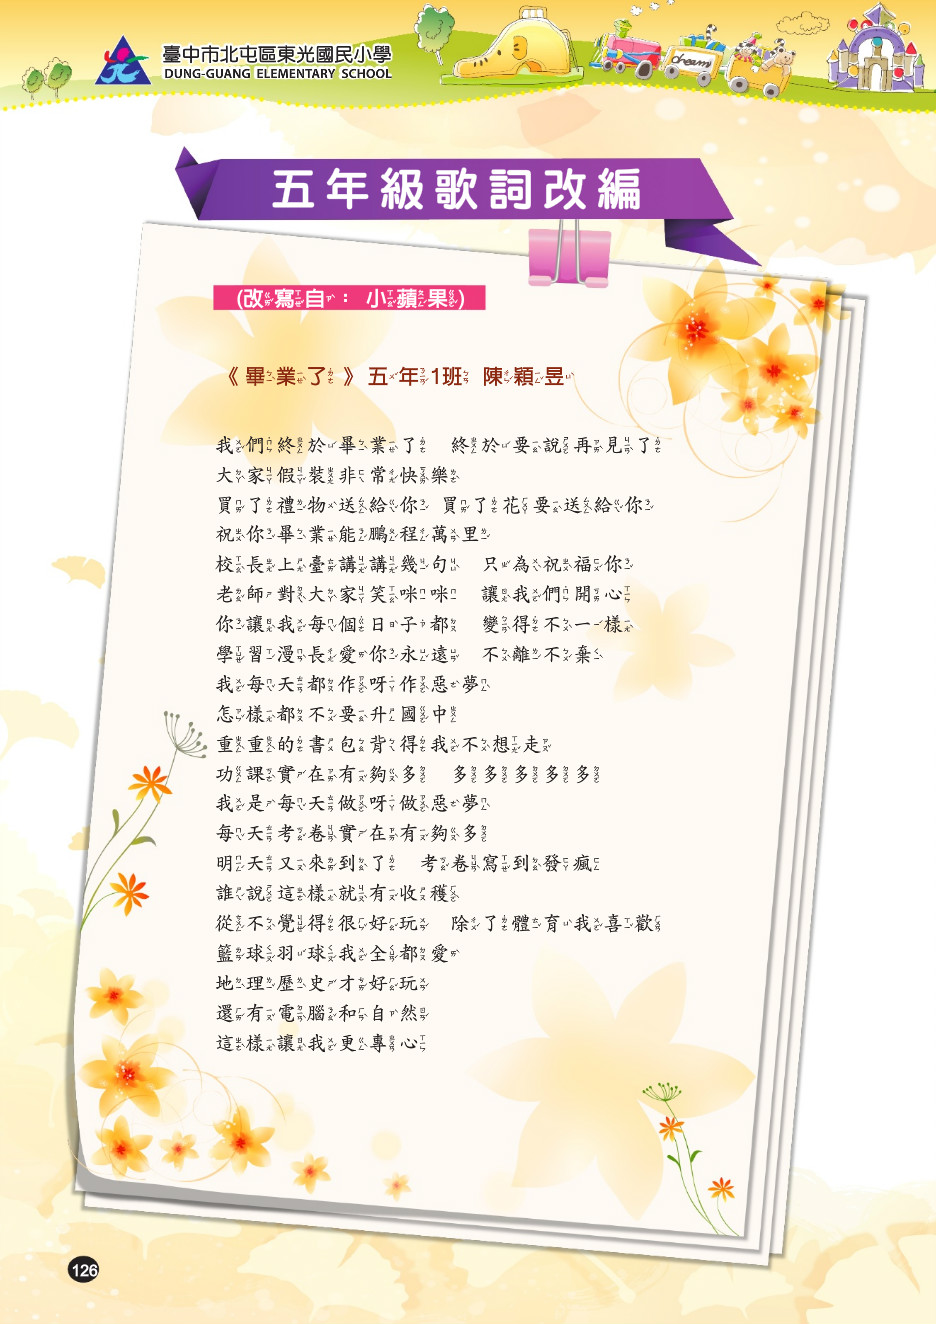 臺中市北屯區東光國民小學
DUNG-GUANG ELEMENTARY SCHOOL
dream
五年級歌詞改編
(改寫自： 小蘋果)
《畢業了》五年1班 陳穎昱
我們終於畢業了 終於要說再見了
大家假裝非常快樂
買了禮物送給你 買了花要送給你
祝你畢業能鵬程萬里
校長上臺講講幾句 只為祝福你
老師對大家笑咪咪 讓我們開心
你讓我每個日子都 變得不一樣
學習漫長愛你永遠 不離不棄
我每天都作呀作惡夢
怎樣都不要升國中
重重的書包背得我不想走
功課實在有夠多 多多多多多
我是每天做呀做惡夢
每天考卷實在有夠多
明天又來到了 考卷寫到發瘋
誰說這樣就有收穫
從不覺得很好玩 除了體育我喜歡
籃球羽球我全都愛
地理歷史才好玩
還有電腦和自然
這樣讓我更專心
126